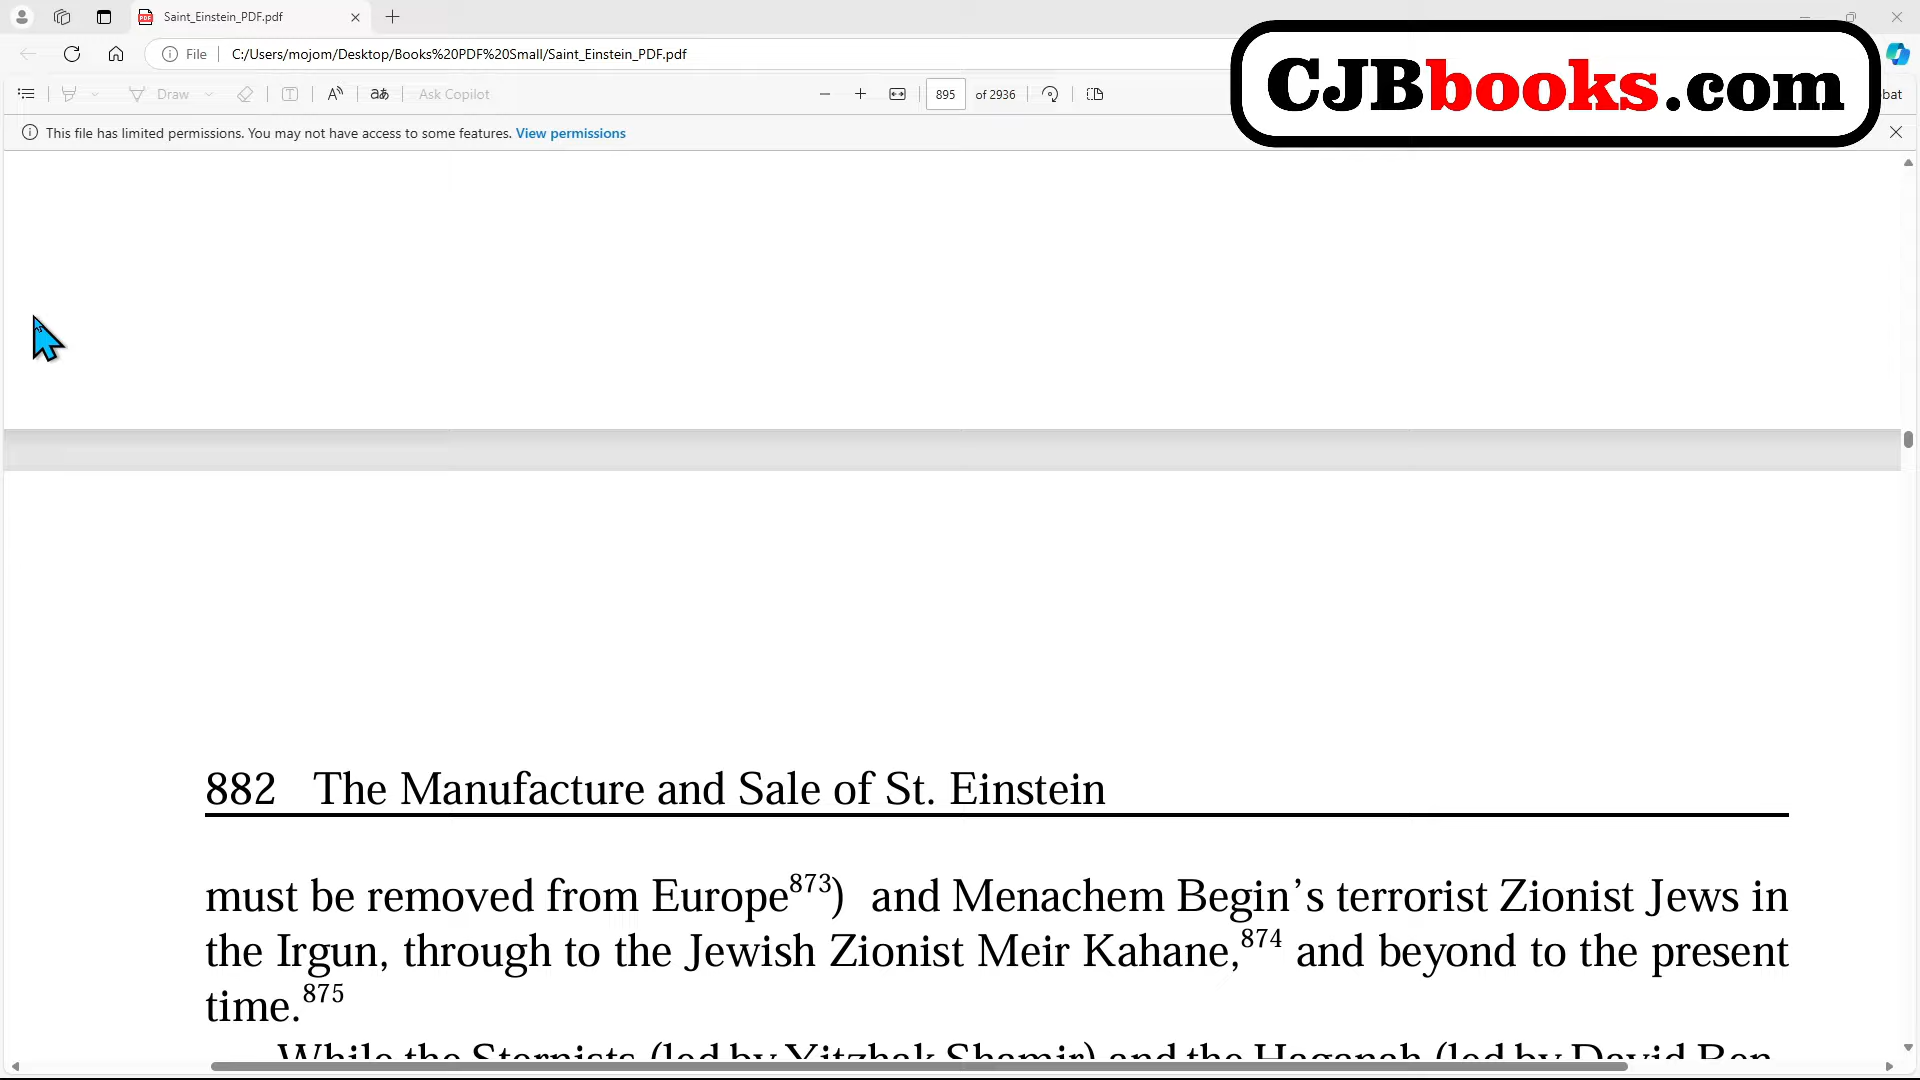 Saint_Einstein_PDF.pdf
File
C:/Users/mojom/Desktop/Books%20PDF%20Small/Saint_Einstein_PDF.pdf
CJBbooks.com
Draw
Ask Copilot
895 of 2936
bat
This file has limited permissions. You may not have access to some features. View permissions
882 The Manufacture and Sale of St. Einstein
must be removed from Europe873) and Menachem Begin’s terrorist Zionist Jews in
the Irgun, through to the Jewish Zionist Meir Kahane,874 and beyond to the present
time.875
While the Sternists (led by Yitzhak Shamir) and the Haganah (led by David Ben